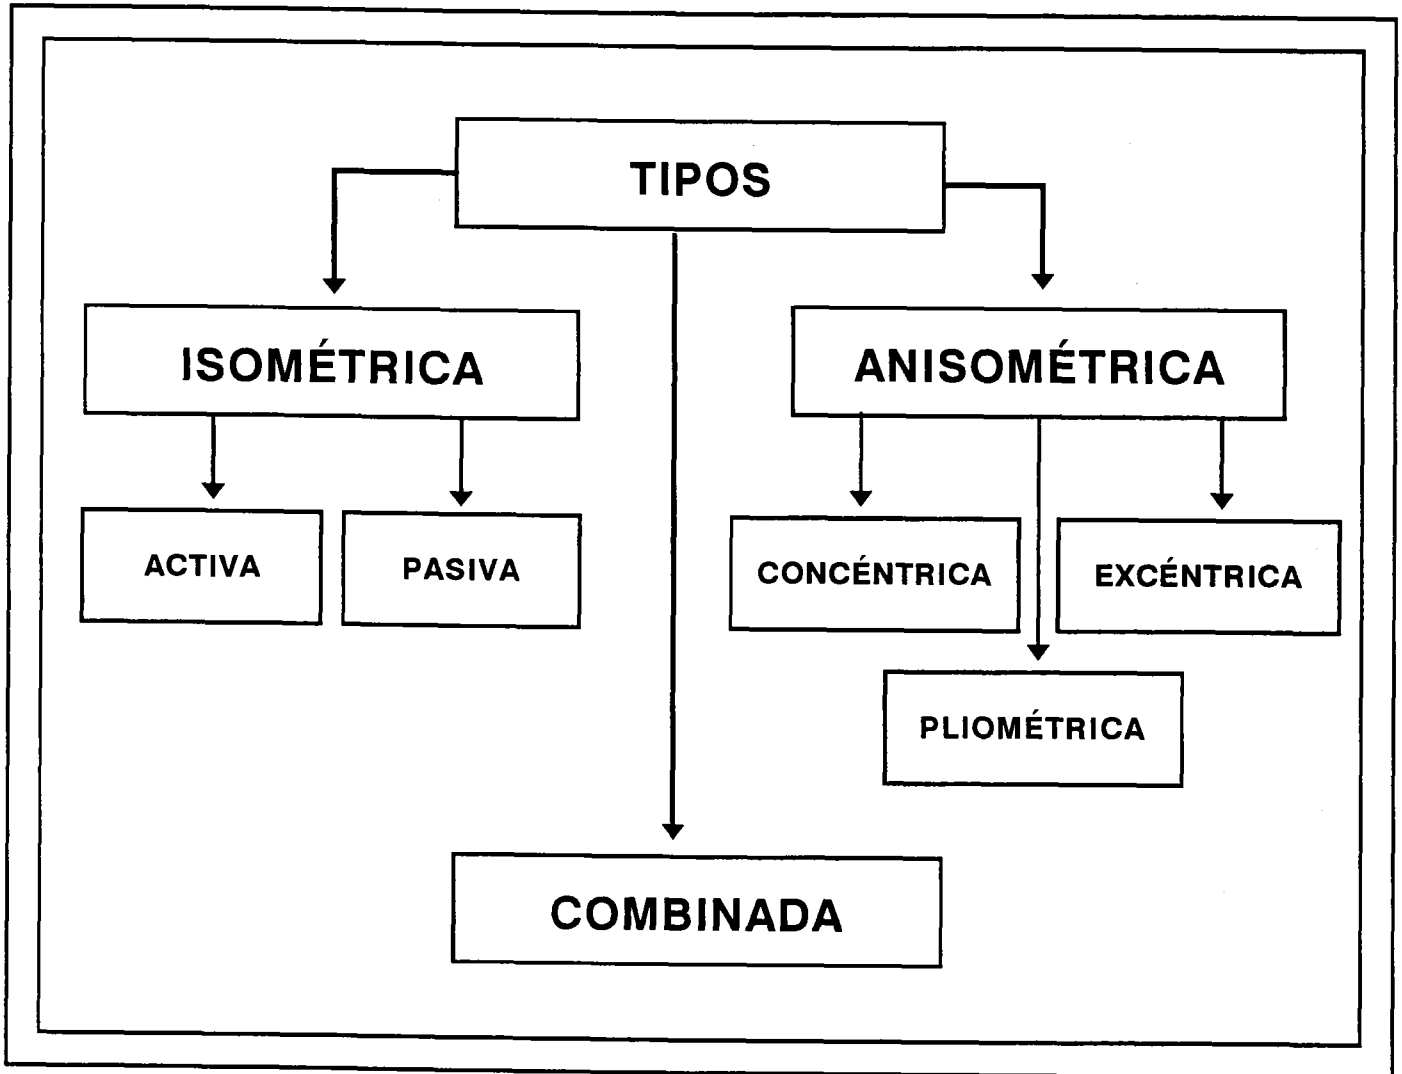 TIPOS
ISOMÉTRICA
ANISOMÉTRICA
ACTIVA
PASIVA
CONCÉNTRICA
EXCÉNTRICA
PLIOMÉTRICA
COMBINADA